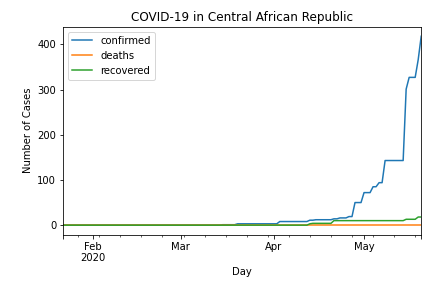 COVID-19 in Central African Republic
confirmed
deaths
recovered
Number of Cases
400
300
200
100
0
Feb
2020
Mar
Apr
May
Day